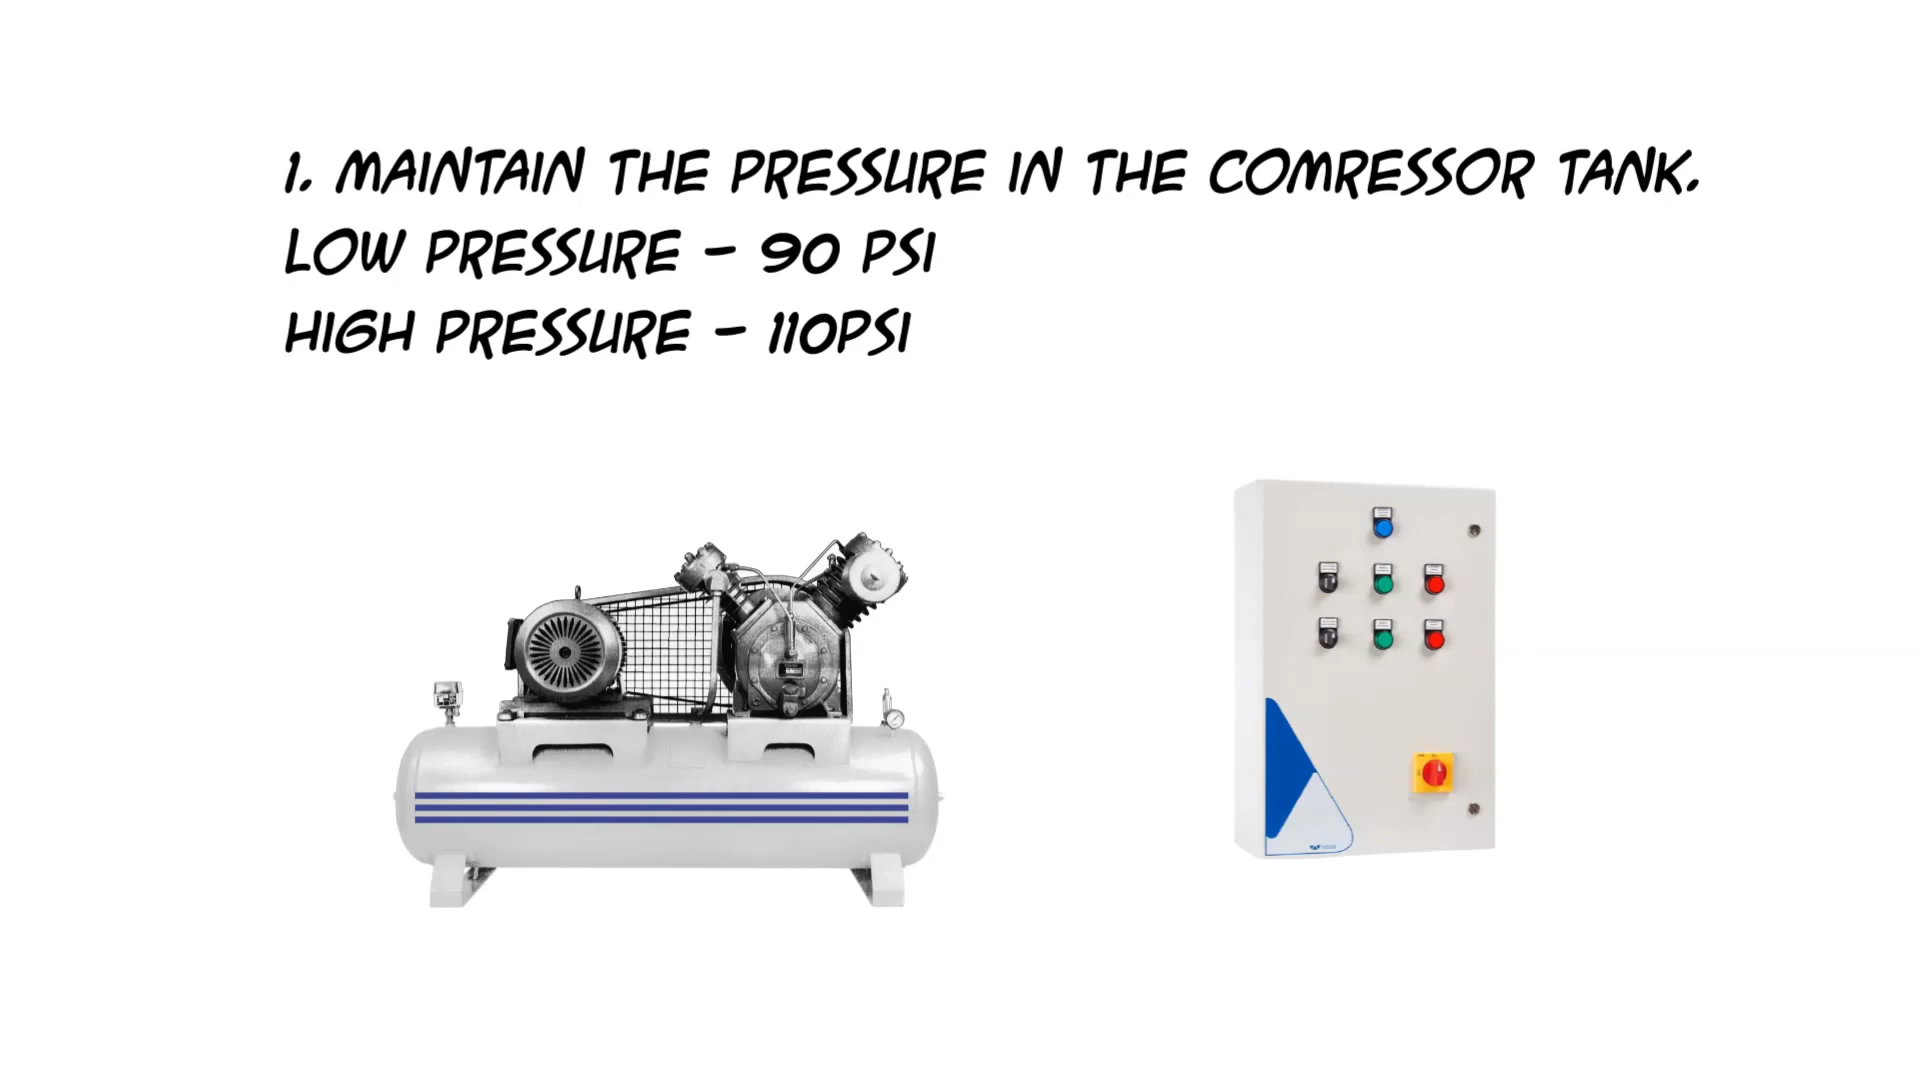 1. MAINTAIN THE PRESSURE IN THE COMRESSOR TANK.
LOW PRESSURE - 90 PSI
HIGH PRESSURE - 110PSI